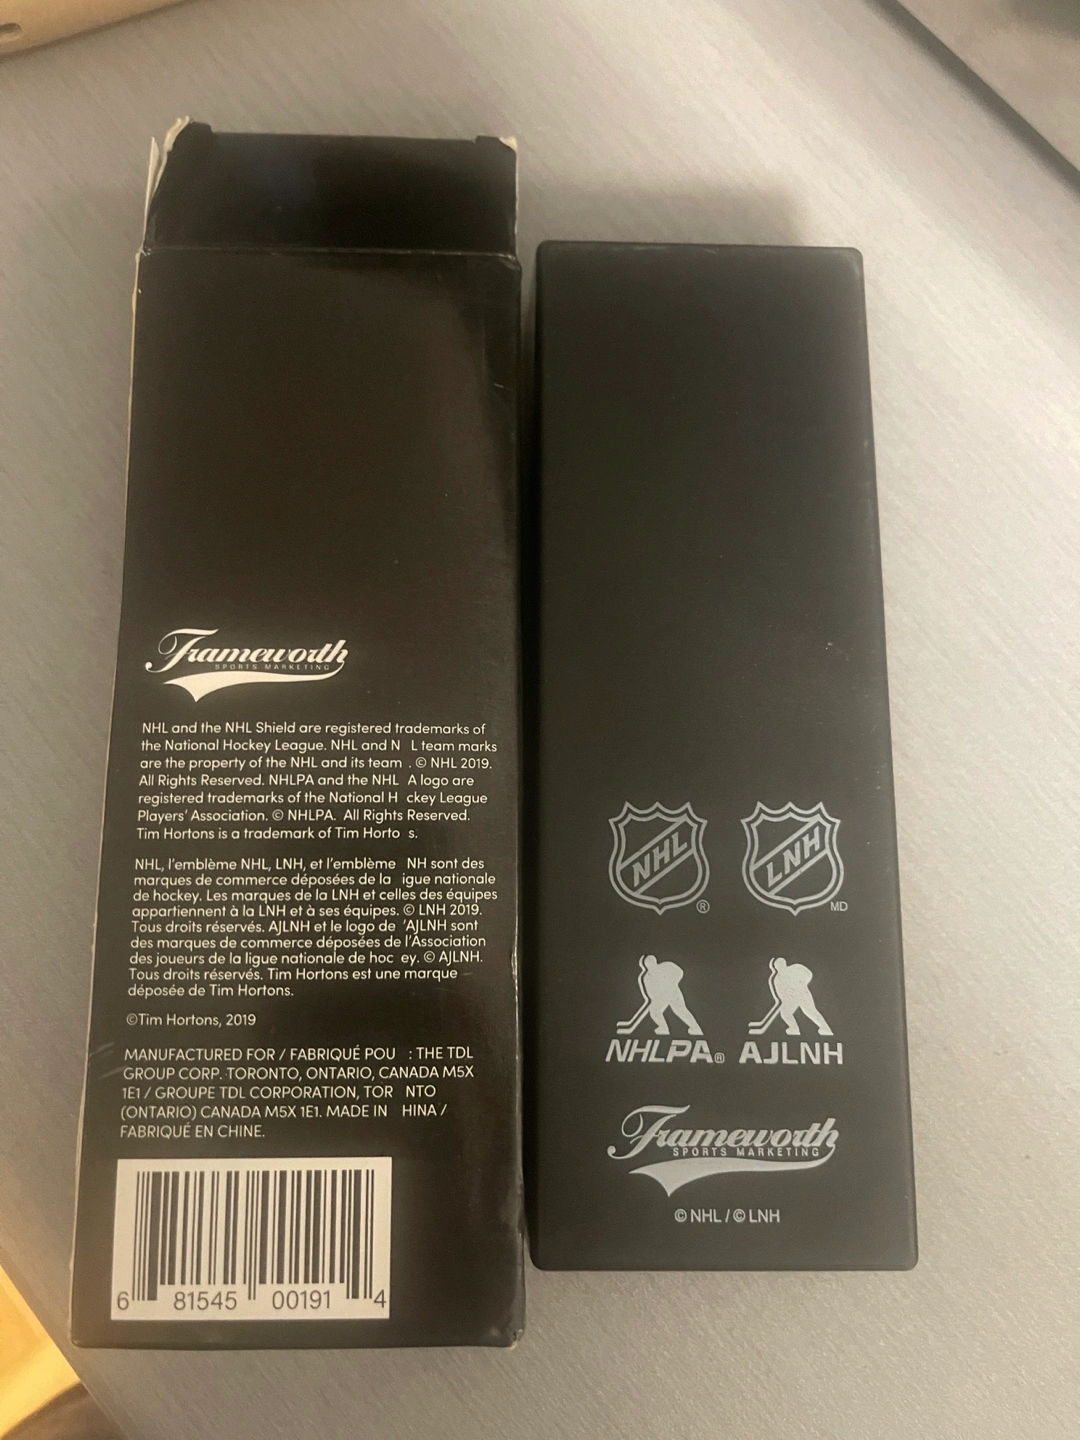 Frameworth
SPORTS MARKETING
NHL and the NHL Shield are registered trademarks of
the National Hockey League. NHL and N L team marks
are the property of the NHL and its team . © NHL 2019.
All Rights Reserved. NHLPA and the NHL A logo are
registered trademarks of the National H ckey League
Players' Association. © NHLPA. All Rights Reserved.
Tim Hortons is a trademark of Tim Horto s.
NHL, l'emblème NHL, LNH, et l'emblème NH sont des
marques de commerce déposées de la igue nationale
de hockey. Les marques de la LNH et celles des équipes
appartiennent à la LNH et à ses équipes. © LNH 2019.
Tous droits réservés. AJLNH et le logo de 'AJLNH sont
des marques de commerce déposées de l'Association
des joueurs de la ligue nationale de hoc ey. © AJLNH.
Tous droits réservés. Tim Hortons est une marque
déposée de Tim Hortons.
©Tim Hortons, 2019
MANUFACTURED FOR / FABRIQUÉ POU : THE TDL
GROUP CORP. TORONTO, ONTARIO, CANADA M5X
1E1 / GROUPE TDL CORPORATION, TOR NTO
(ONTARIO) CANADA M5X 1E1. MADE IN HINA /
FABRIQUÉ EN CHINE.
6 81545 00191 4
NHL ® LNH MD
NHLPA® AJLNH
Frameworth
SPORTS MARKETING
© NHL / © LNH